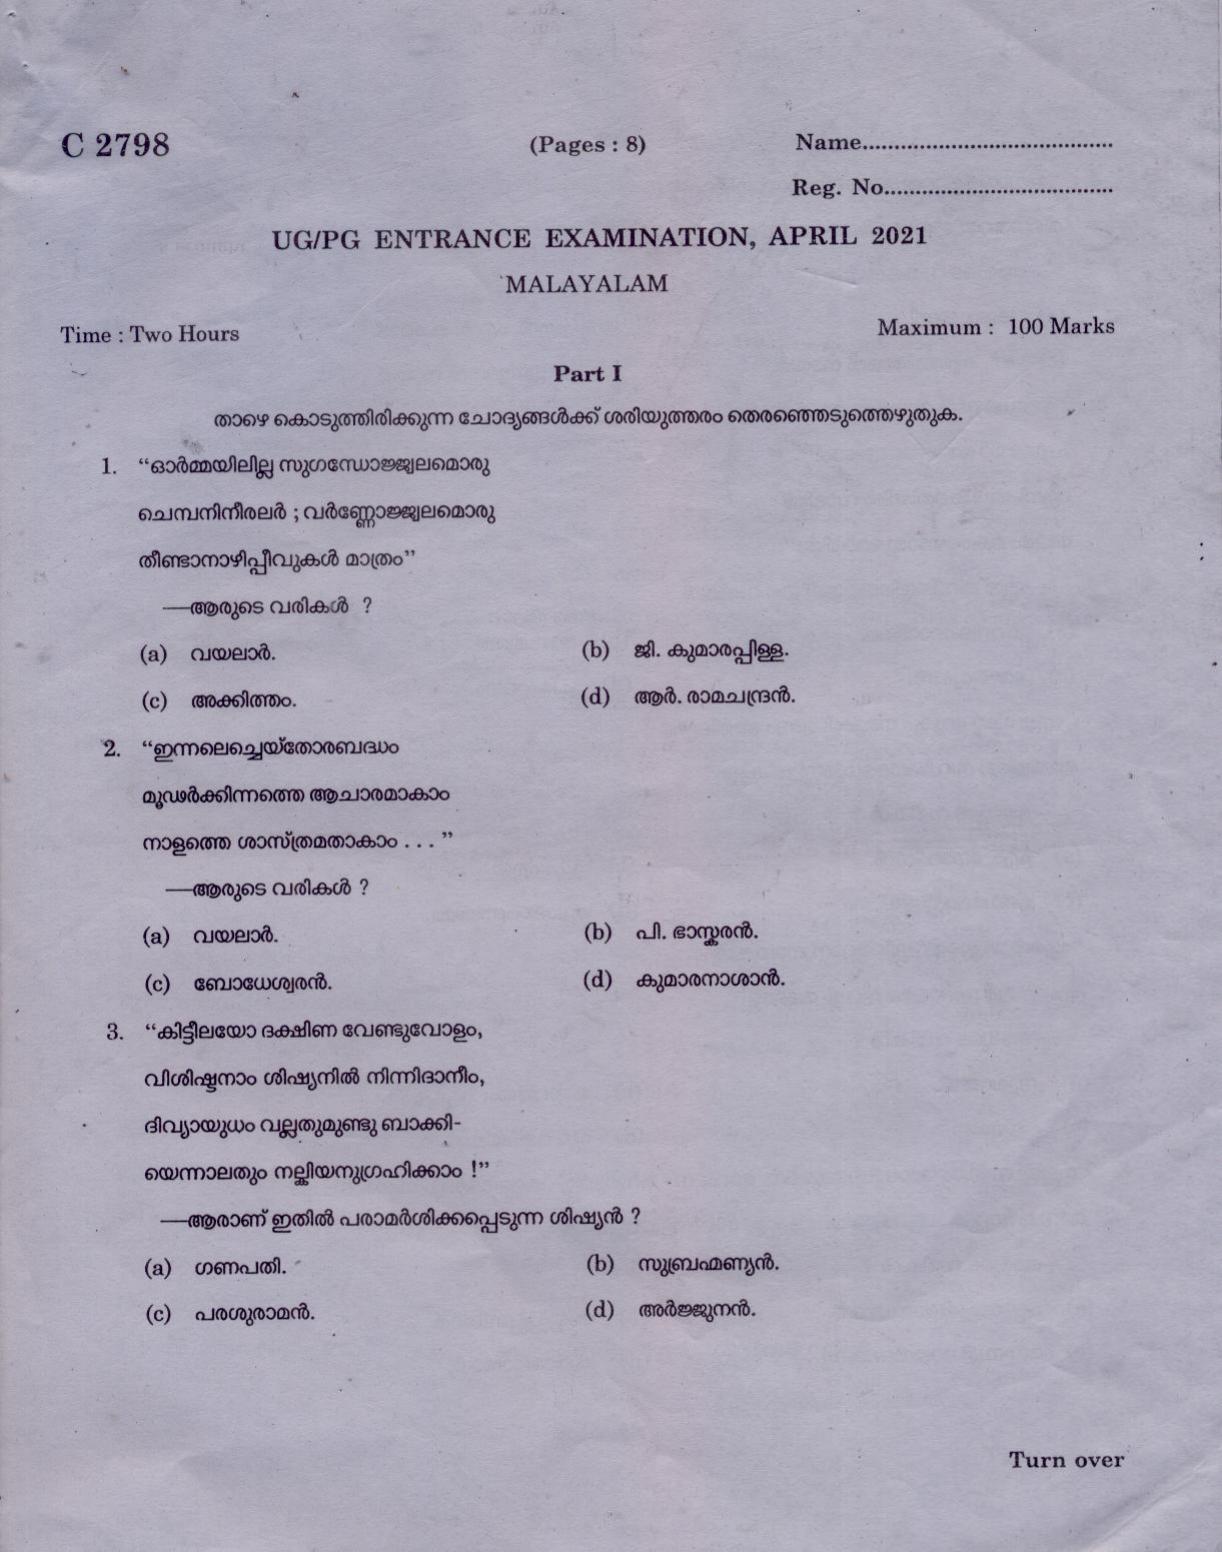 C 2798
(Pages : 8)
Name.......................................
Reg. No....................................
UG/PG ENTRANCE EXAMINATION, APRIL 2021
MALAYALAM
Time : Two Hours
Maximum : 100 Marks
Part I
താഴെ കൊടുത്തിരിക്കുന്ന ചോദ്യങ്ങൾക്ക് ശരിയുത്തരം തെരഞ്ഞെടുത്തെഴുതുക.
1. “ഓർമ്മയിലില്ല സുഗന്ധോജ്ജ്വലമൊരു
ചെമ്പനിനീരലർ ; വർണ്ണോജ്ജ്വലമൊരു
തീണ്ടാനാഴിപ്പീവുകൾ മാത്രം”
—ആരുടെ വരികൾ ?
(a) വയലാർ.
(b) ജി. കുമാരപ്പിള്ള.
(c) അക്കിത്തം.
(d) ആർ. രാമചന്ദ്രൻ.
2. “ഇന്നലെച്ചെയ്തോരബദ്ധം
മൂഢർക്കിന്നത്തെ ആചാരമാകാം
നാളത്തെ ശാസ്ത്രമതാകാം . . . ”
—ആരുടെ വരികൾ ?
(a) വയലാർ.
(b) പി. ഭാസ്കരൻ.
(c) ബോധേശ്വരൻ.
(d) കുമാരനാശാൻ.
3. “കിട്ടീലയോ ദക്ഷിണ വേണ്ടുവോളം,
വിശിഷ്ടനാം ശിഷ്യനിൽ നിന്നിദാനീം,
ദിവ്യായുധം വല്ലതുമുണ്ടു ബാക്കി-
യെന്നാലതും നല്കിയനുഗ്രഹിക്കാം !”
—ആരാണ് ഇതിൽ പരാമർശിക്കപ്പെടുന്ന ശിഷ്യൻ ?
(a) ഗണപതി.
(b) സുബ്രഹ്മണ്യൻ.
(c) പരശുരാമൻ.
(d) അർജ്ജുനൻ.
Turn over